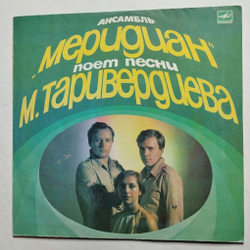 АНСАМБЛЬ
„Меридиан"
поет песни
М. Таривердиева